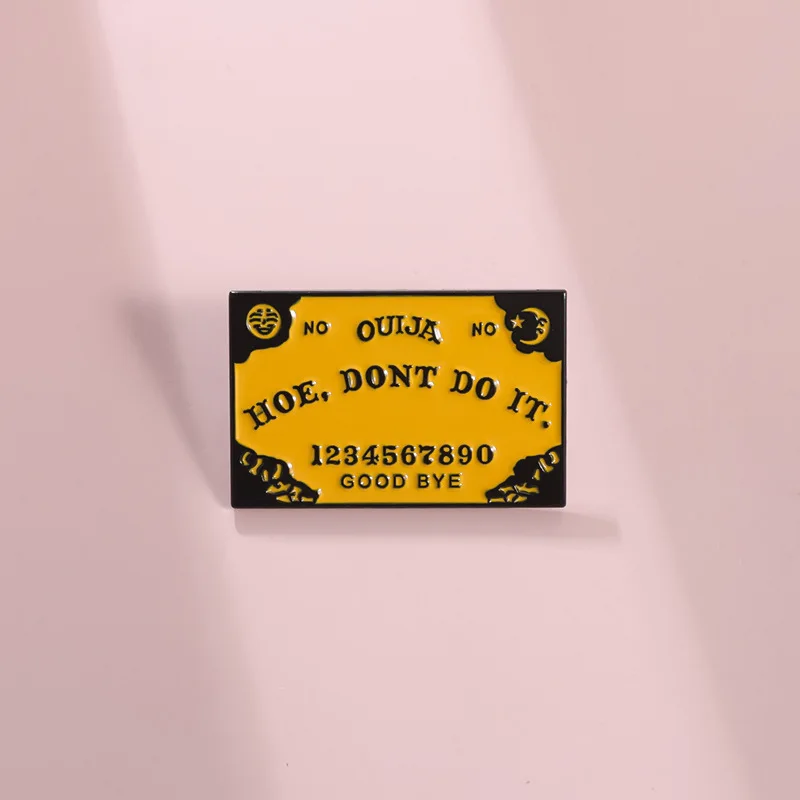 NO OUIJA NO
HOE, DONT DO IT.
1234567890
GOOD BYE